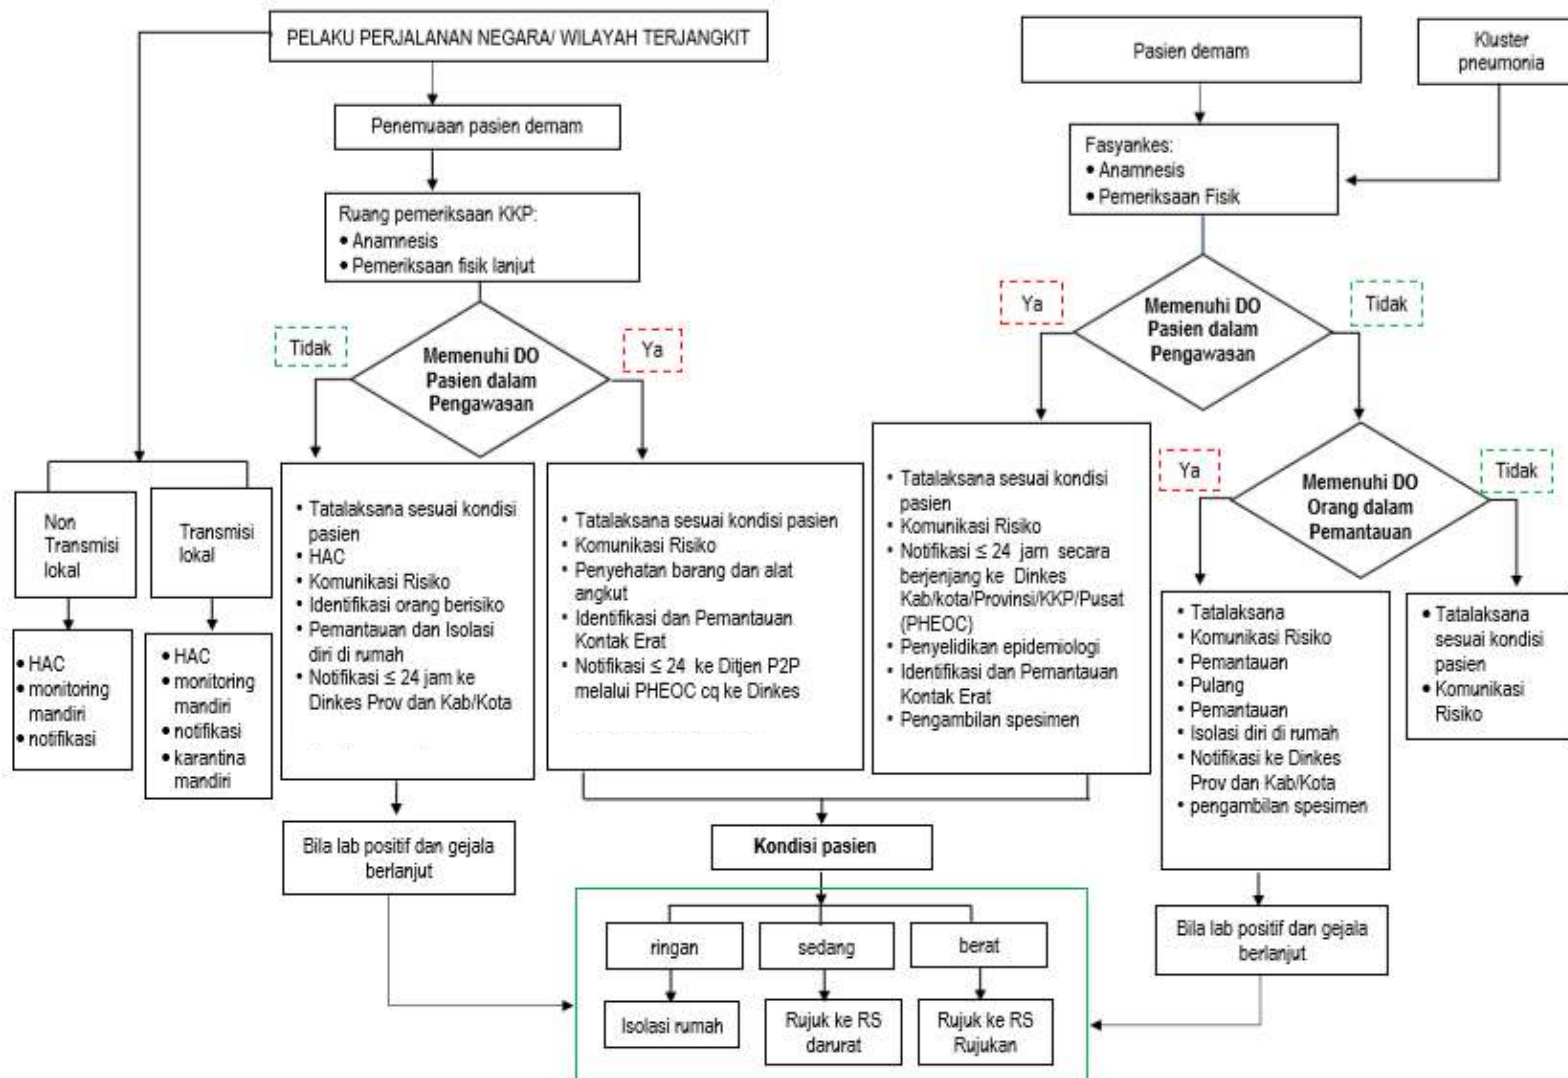 PELAKU PERJALANAN NEGARA/ WILAYAH TERJANGKIT
Penemuaan pasien demam
Ruang pemeriksaan KKP:
• Anamnesis
• Pemeriksaan fisik lanjut
Tidak
Memenuhi DO
Pasien dalam
Pengawasan
Ya
Non
Transmisi
lokal
Transmisi
lokal
• HAC
• monitoring
mandiri
• notifikasi
• HAC
• monitoring
mandiri
• notifikasi
• karantina
mandiri
• Tatalaksana sesuai kondisi
pasien
• HAC
• Komunikasi Risiko
• Identifikasi orang berisiko
• Pemantauan dan Isolasi
diri di rumah
• Notifikasi ≤ 24 jam ke
Dinkes Prov dan Kab/Kota
Bila lab positif dan gejala
berlanjut
• Tatalaksana sesuai kondisi pasien
• Komunikasi Risiko
• Penyehatan barang dan alat
angkut
• Identifikasi dan Pemantauan
Kontak Erat
• Notifikasi ≤ 24 ke Ditjen P2P
melalui PHEOC cq ke Dinkes
Pasien demam
Kluster
pneumonia
Fasyankes:
• Anamnesis
• Pemeriksaan Fisik
Ya
Memenuhi DO
Pasien dalam
Pengawasan
Tidak
• Tatalaksana sesuai kondisi
pasien
• Komunikasi Risiko
• Notifikasi ≤ 24 jam secara
berjenjang ke Dinkes
Kab/kota/Provinsi/KKP/Pusat
(PHEOC)
• Penyelidikan epidemiologi
• Identifikasi dan Pemantauan
Kontak Erat
• Pengambilan spesimen
Ya
Memenuhi DO
Orang dalam
Pemantauan
Tidak
• Tatalaksana
• Komunikasi Risiko
• Pemantauan
• Pulang
• Pemantauan
• Isolasi diri di rumah
• Notifikasi ke Dinkes
Prov dan Kab/Kota
• pengambilan spesimen
• Tatalaksana
sesuai kondisi
pasien
• Komunikasi
Risiko
Bila lab positif dan gejala
berlanjut
Kondisi pasien
ringan
sedang
berat
Isolasi rumah
Rujuk ke RS
darurat
Rujuk ke RS
Rujukan